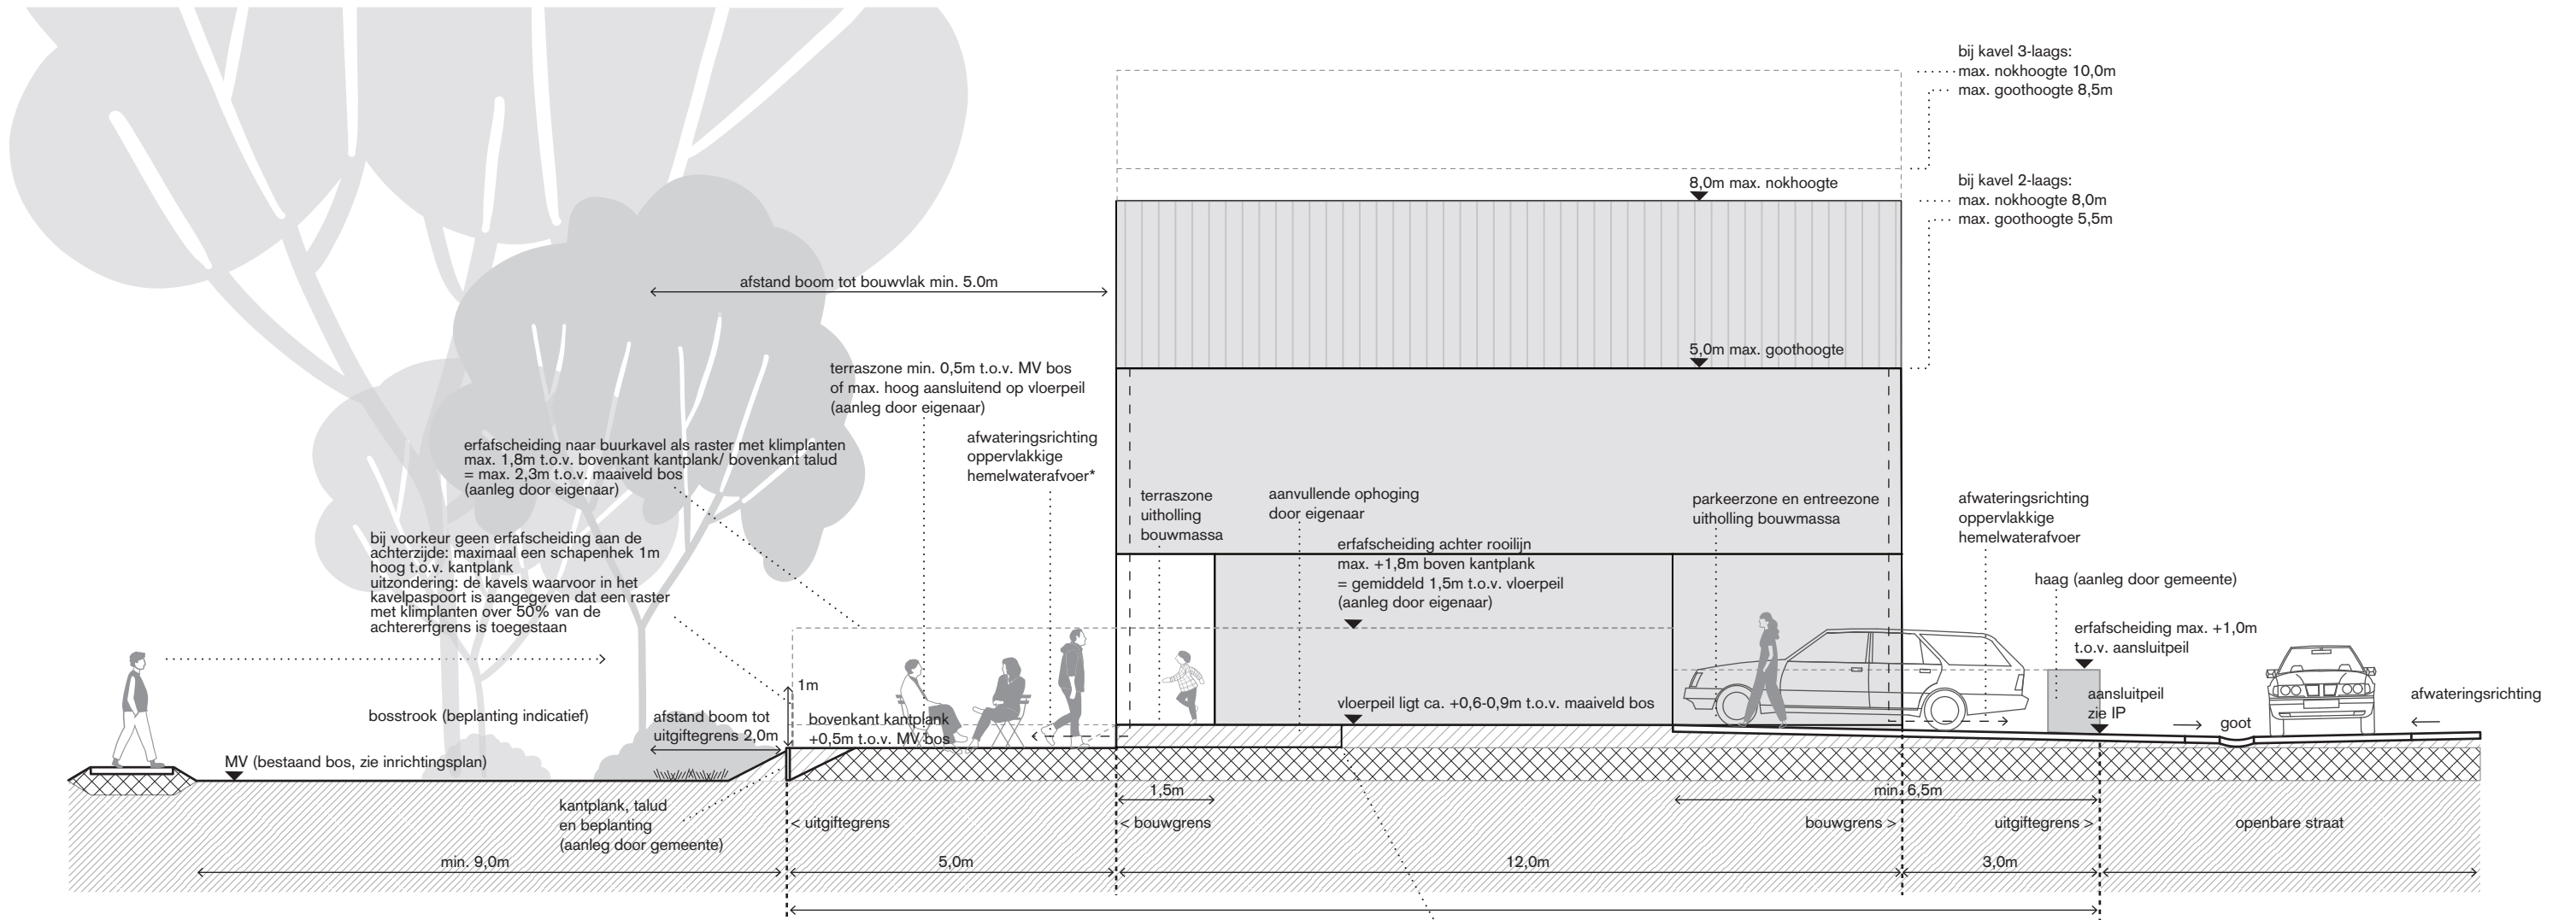 bij kavel 3-laags:
max. nokhoogte 10,0m
max. goothoogte 8,5m
bij kavel 2-laags:
max. nokhoogte 8,0m
max. goothoogte 5,5m
8,0m max. nokhoogte
afstand boom tot bouwvlak min. 5.0m
5,0m max. goothoogte
terraszone min. 0,5m t.o.v. MV bos
of max. hoog aansluitend op vloerpeil
(aanleg door eigenaar)
erfafscheiding naar buurkavel als raster met klimplanten
max. 1,8m t.o.v. bovenkant kantplank/ bovenkant talud
= max. 2,3m t.o.v. maaiveld bos
(aanleg door eigenaar)
afwateringsrichting
oppervlakkige
hemelwaterafvoer*
terraszone
uitholling
bouwmassa
aanvullende ophoging
door eigenaar
parkeerzone en entreezone
uitholling bouwmassa
afwateringsrichting
oppervlakkige
hemelwaterafvoer
bij voorkeur geen erfafscheiding aan de
achterzijde: maximaal een schapenhek 1m
hoog t.o.v. kantplank
uitzondering: de kavels waarvoor in het
kavelpaspoort is aangegeven dat een raster
met klimplanten over 50% van de
achtererfgrens is toegestaan
erfafscheiding achter rooilijn
max. +1,8m boven kantplank
= gemiddeld 1,5m t.o.v. vloerpeil
(aanleg door eigenaar)
haag (aanleg door gemeente)
erfafscheiding max. +1,0m
t.o.v. aansluitpeil
1m
bosstrook (beplanting indicatief)
afstand boom tot
uitgiftegrens 2,0m
bovenkant kantplank
+0,5m t.o.v. MV bos
vloerpeil ligt ca. +0,6-0,9m t.o.v. maaiveld bos
aansluitpeil
zie IP
goot
afwateringsrichting
MV (bestaand bos, zie inrichtingsplan)
kantplank, talud
en beplanting
(aanleg door gemeente)
1,5m
min. 6,5m
< uitgiftegrens
< bouwgrens
bouwgrens >
uitgiftegrens >
openbare straat
min. 9,0m
5,0m
12,0m
3,0m